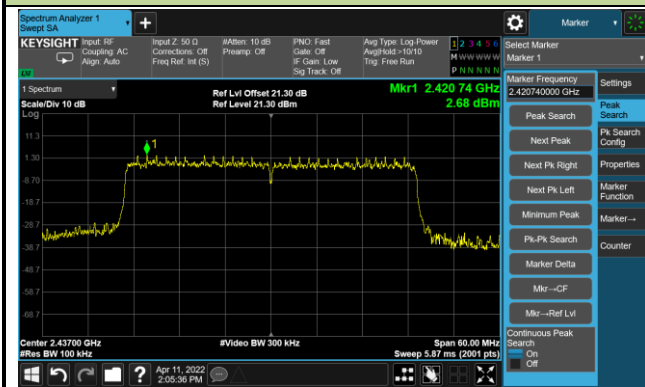 Spectrum Analyzer 1
Swept SA
+
Marker
KEYSIGHT
Input: RF
Coupling: AC
Align: Auto
Input Z: 50 Ω
Corrections: Off
Freq Ref: Int (S)
#Atten: 10 dB
Preamp: Off
PNO: Fast
Gate: Off
IF Gain: Low
Sig Track: Off
Avg Type: Log-Power
Avg|Hold:>10/10
Trig: Free Run
1 2 3 4 5 6
M W W W W W
P N N N N N
LXI
Select Marker
Marker 1
1 Spectrum
Scale/Div 10 dB
Log
Ref Lvl Offset 21.30 dB
Ref Level 21.30 dBm
Mkr1 2.420 74 GHz
2.68 dBm
1
11.3
1.30
-8.70
-18.7
-28.7
-38.7
-48.7
-58.7
-68.7
Center 2.43700 GHz
#Res BW 100 kHz
#Video BW 300 kHz
Span 60.00 MHz
Sweep 5.87 ms (2001 pts)
Marker Frequency
2.420740000 GHz
Peak Search
Next Peak
Next Pk Right
Next Pk Left
Minimum Peak
Pk-Pk Search
Marker Delta
Mkr→CF
Mkr→Ref Lvl
Continuous Peak
Search
On
Off
Settings
Peak
Search
Pk Search
Config
Properties
Marker
Function
Marker→
Counter
?
Apr 11, 2022
2:05:36 PM